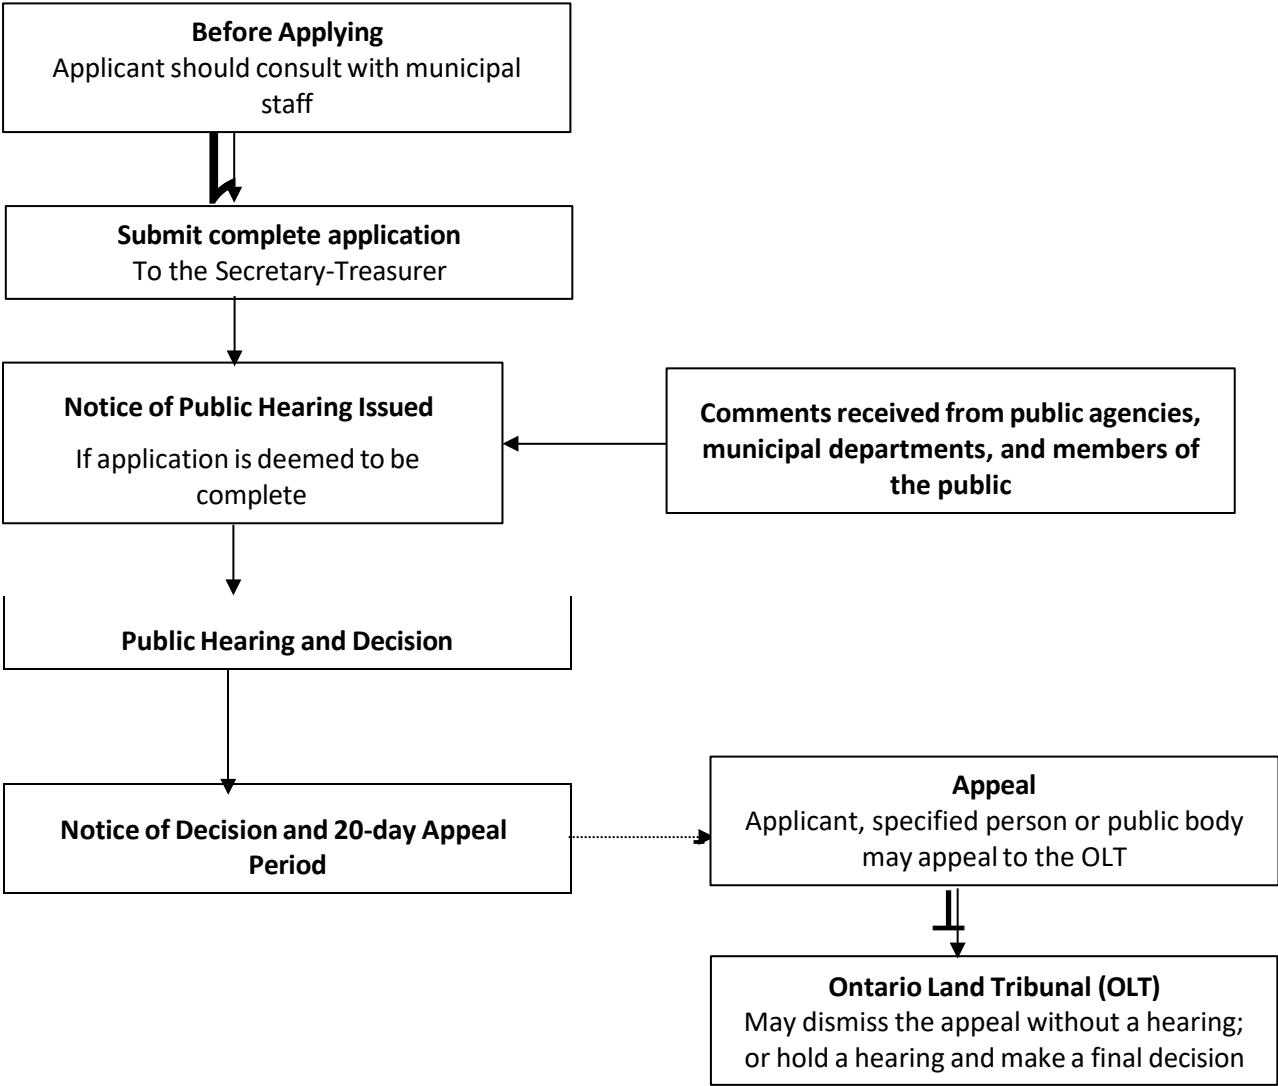 Before Applying
Applicant should consult with municipal
staff
Submit complete application
To the Secretary-Treasurer
Notice of Public Hearing Issued
If application is deemed to be
complete
Comments received from public agencies,
municipal departments, and members of
the public
Public Hearing and Decision
Notice of Decision and 20-day Appeal
Period
Appeal
Applicant, specified person or public body
may appeal to the OLT
Ontario Land Tribunal (OLT)
May dismiss the appeal without a hearing;
or hold a hearing and make a final decision